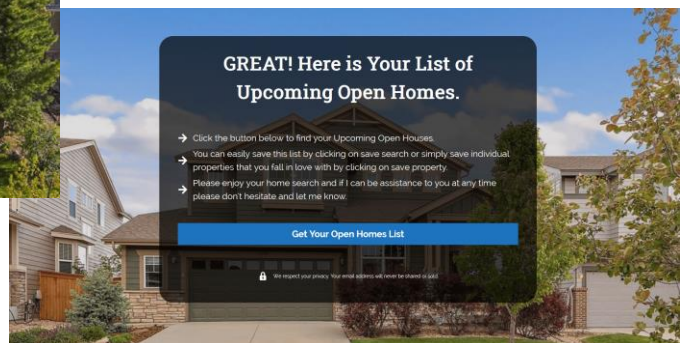 GREAT! Here is Your List of
Upcoming Open Homes.
Click the button below to find your Upcoming Open Houses.
You can easily save this list by clicking on save search or simply save individual
properties that you fall in love with by clicking on save property.
Please enjoy your home search and if I can be assistance to you at any time
please don't hesitate and let me know.
Get Your Open Homes List
We respect your privacy. Your email address will never be shared or sold.